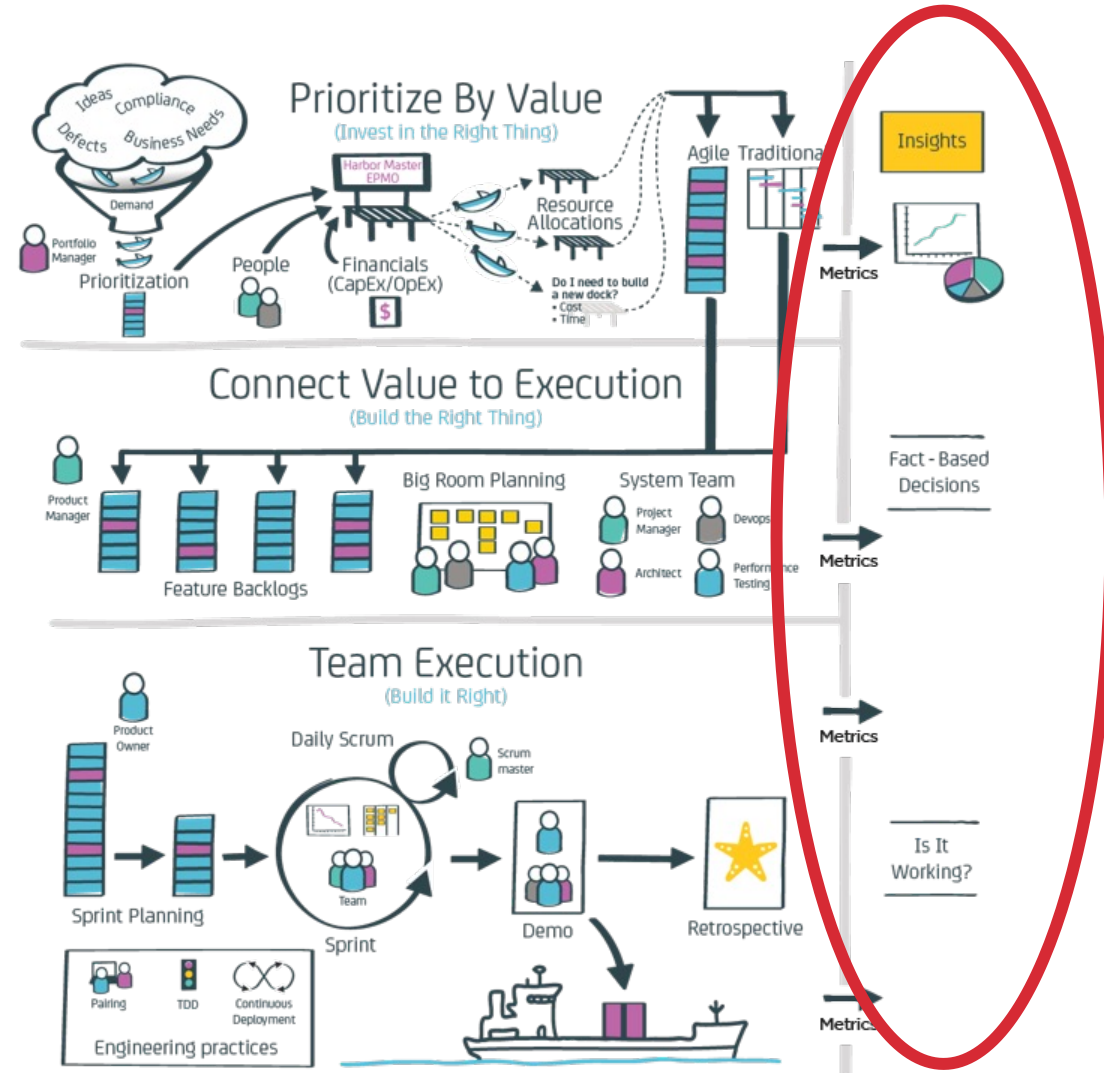 Prioritize By Value
(Invest in the Right Thing)
Ideas
Compliance
Defects
Business Needs
Demand
Portfolio
Manager
Prioritization
People
Harbor Master
EPMO
Financials
(CapEx/OpEx)
$
Resource
Allocations
Do I need to build
a new dock?
• Cost
• Time
Agile
Traditiona
Metrics
Insights
Connect Value to Execution
(Build the Right Thing)
Product
Manager
Feature Backlogs
Big Room Planning
System Team
Project
Manager
Devops
Architect
Performance
Testing
Metrics
Fact - Based
Decisions
Team Execution
(Build it Right)
Product
Owner
Sprint Planning
Daily Scrum
Scrum
master
Team
Sprint
Demo
Retrospective
Metrics
Is It
Working?
Pairing
TDD
Continuous
Deployment
Engineering practices
Metrics